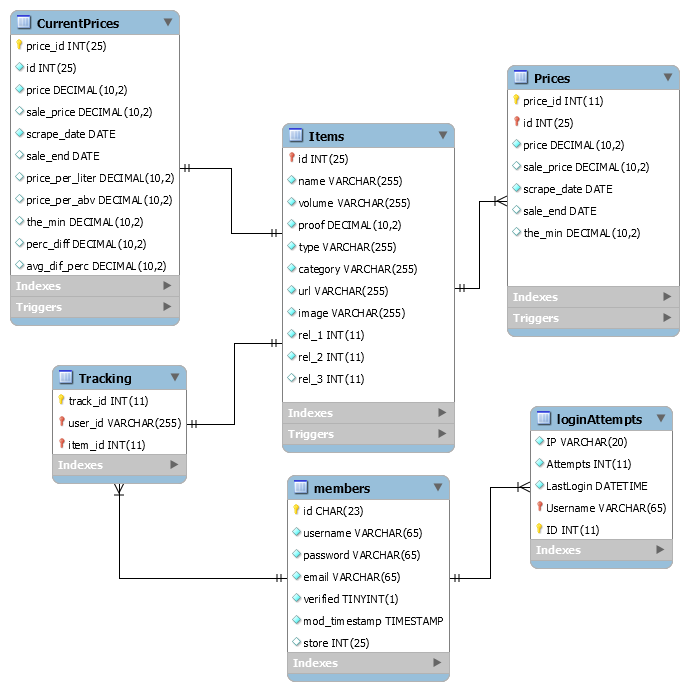 CurrentPrices
price_id INT(25)
id INT(25)
price DECIMAL(10,2)
sale_price DECIMAL(10,2)
scrape_date DATE
sale_end DATE
price_per_liter DECIMAL(10,2)
price_per_abv DECIMAL(10,2)
the_min DECIMAL(10,2)
perc_diff DECIMAL(10,2)
avg_dif_perc DECIMAL(10,2)
Indexes
Triggers
Items
id INT(25)
name VARCHAR(255)
volume VARCHAR(255)
proof DECIMAL(10,2)
type VARCHAR(255)
category VARCHAR(255)
url VARCHAR(255)
image VARCHAR(255)
rel_1 INT(11)
rel_2 INT(11)
rel_3 INT(11)
Indexes
Triggers
Prices
price_id INT(11)
id INT(25)
price DECIMAL(10,2)
sale_price DECIMAL(10,2)
scrape_date DATE
sale_end DATE
the_min DECIMAL(10,2)
Indexes
Triggers
Tracking
track_id INT(11)
user_id VARCHAR(255)
item_id INT(11)
Indexes
members
id CHAR(23)
username VARCHAR(65)
password VARCHAR(65)
email VARCHAR(65)
verified TINYINT(1)
mod_timestamp TIMESTAMP
store INT(25)
Indexes
loginAttempts
IP VARCHAR(20)
Attempts INT(11)
LastLogin DATETIME
Username VARCHAR(65)
ID INT(11)
Indexes